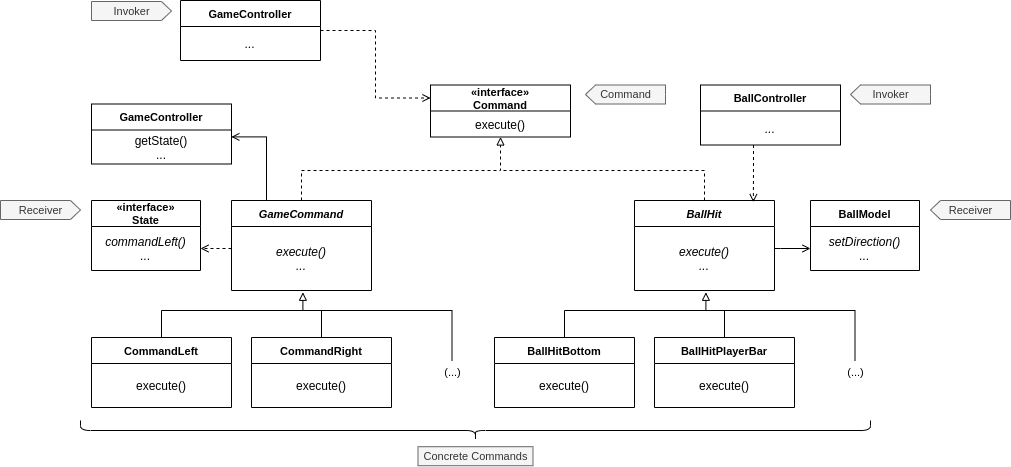 Invoker
GameController
...
«interface»
Command
execute()
Command
BallController
...
Invoker
GameController
getState()
...
Receiver
«interface»
State
commandLeft()
...
GameCommand
execute()
...
BallHit
execute()
...
BallModel
setDirection()
...
Receiver
CommandLeft
execute()
CommandRight
execute()
(...)
BallHitBottom
execute()
BallHitPlayerBar
execute()
(...)
Concrete Commands